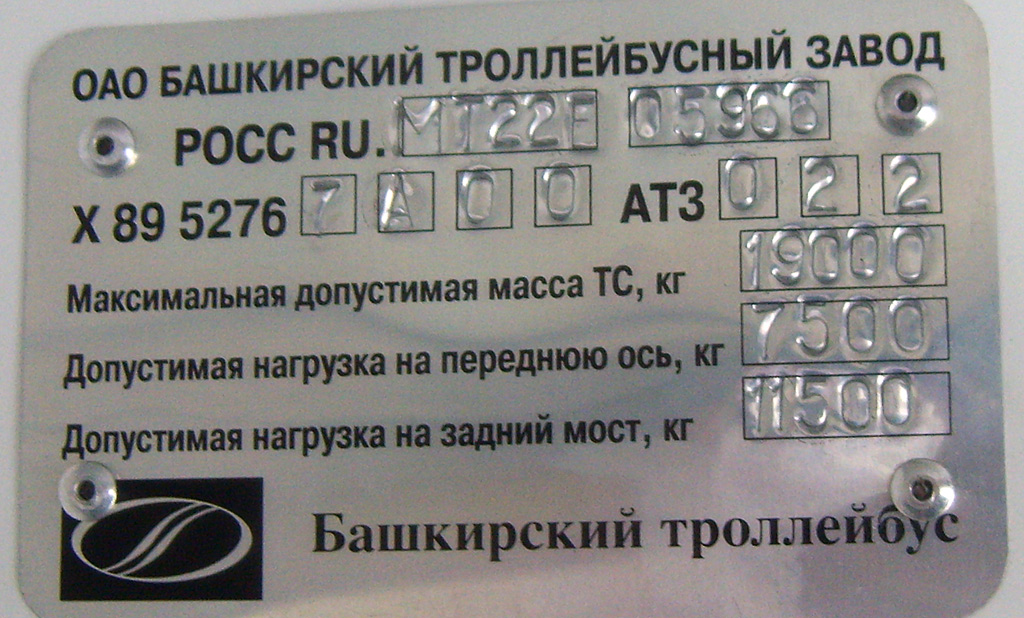 ОАО БАШКИРСКИЙ ТРОЛЛЕЙБУСНЫЙ ЗАВОД
РОСС RU. МТ22Е 05966
X 89 5276 7 A 0 0 АТЗ 0 2 2
Максимальная допустимая масса ТС, кг 19000
Допустимая нагрузка на переднюю ось, кг 7500
Допустимая нагрузка на задний мост, кг 11500
Башкирский троллейбус